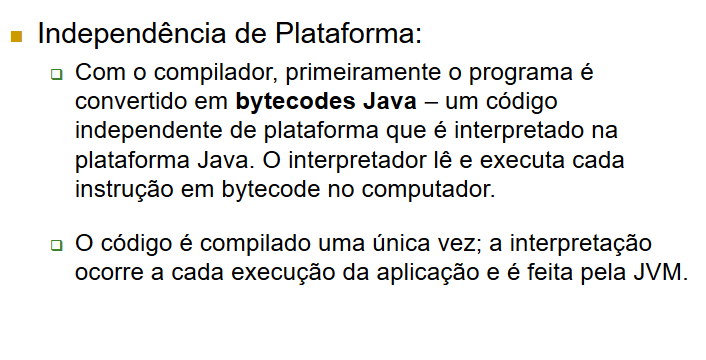 Independência de Plataforma:
Com o compilador, primeiramente o programa é
convertido em bytecodes Java – um código
independente de plataforma que é interpretado na
plataforma Java. O interpretador lê e executa cada
instrução em bytecode no computador.
O código é compilado uma única vez; a interpretação
ocorre a cada execução da aplicação e é feita pela JVM.